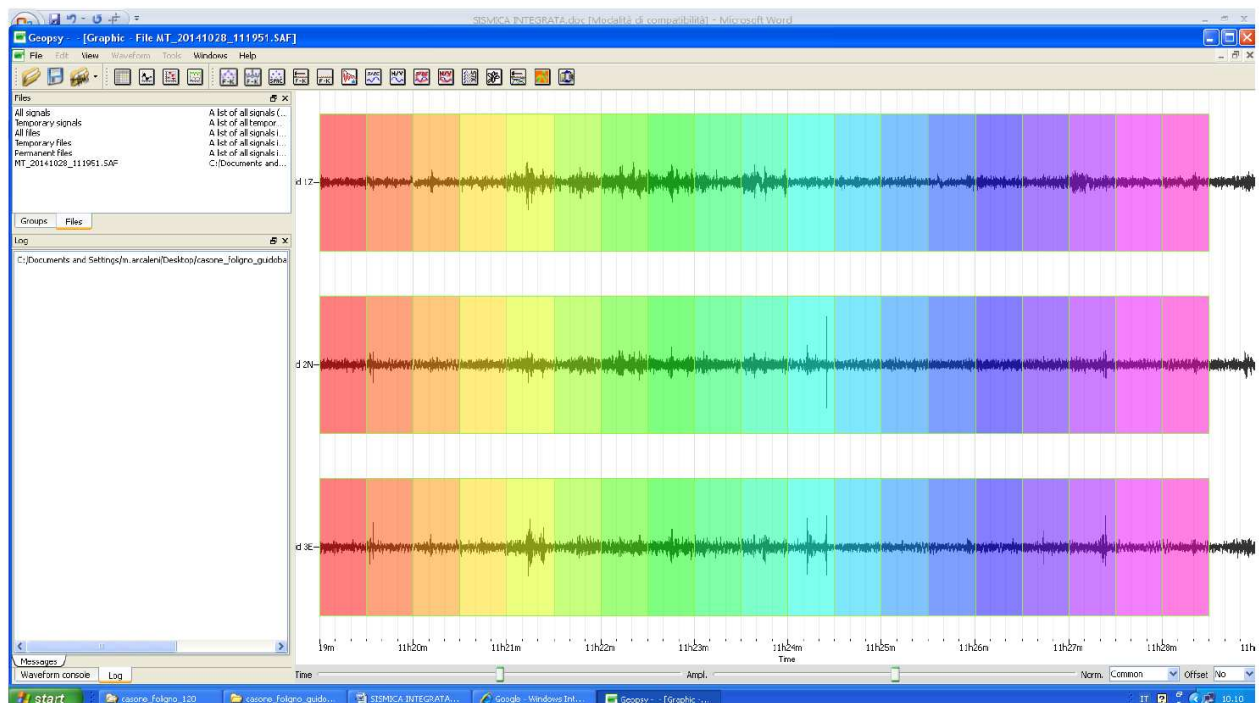 SISMICA INTEGRATA.doc [Modalità di compatibilità] - Microsoft Word
Geopsy - - [Graphic - File MT_20141028_111951.SAF]
File Edit View Waveform Tools Windows Help
Files
All signals A list of all signals (...
Temporary signals A list of all tempor...
All files A list of all signals i...
Temporary files A list of all signals i...
Permanent files A list of all signals i...
MT_20141028_111951.SAF C:/Documents and...
Groups Files
Log
C:/Documents and Settings/m.arcaleni/Desktop/casone_foligno_guidoba
Messages
Waveform console Log
id 1Z
d 2N
id 3E
19m 11h20m 11h21m 11h22m 11h23m 11h24m 11h25m 11h26m 11h27m 11h28m 11h
Time
Time Ampl. Norm. Common Offset No
start casone_foligno_120 casone_foligno_guido... SISMICA INTEGRATA... Google - Windows Int... Geopsy - - [Graphic -... IT 10.10